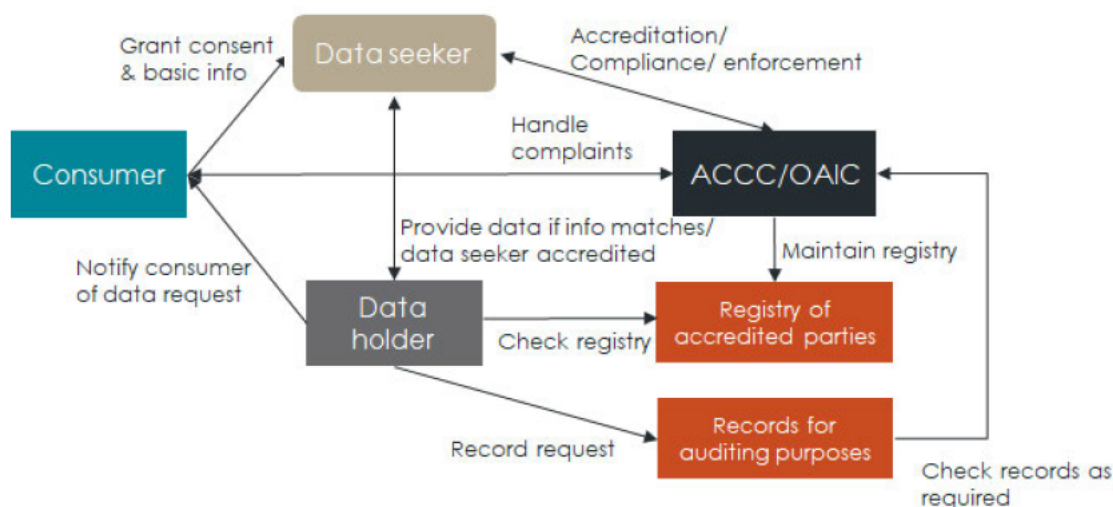 Grant consent
& basic info
Data seeker
Accreditation/
Compliance/ enforcement
Consumer
Handle
complaints
ACCC/OAIC
Notify consumer
of data request
Provide data if info matches/
data seeker accredited
Maintain registry
Data
holder
Check registry
Registry of
accredited parties
Record request
Records for
auditing purposes
Check records as
required